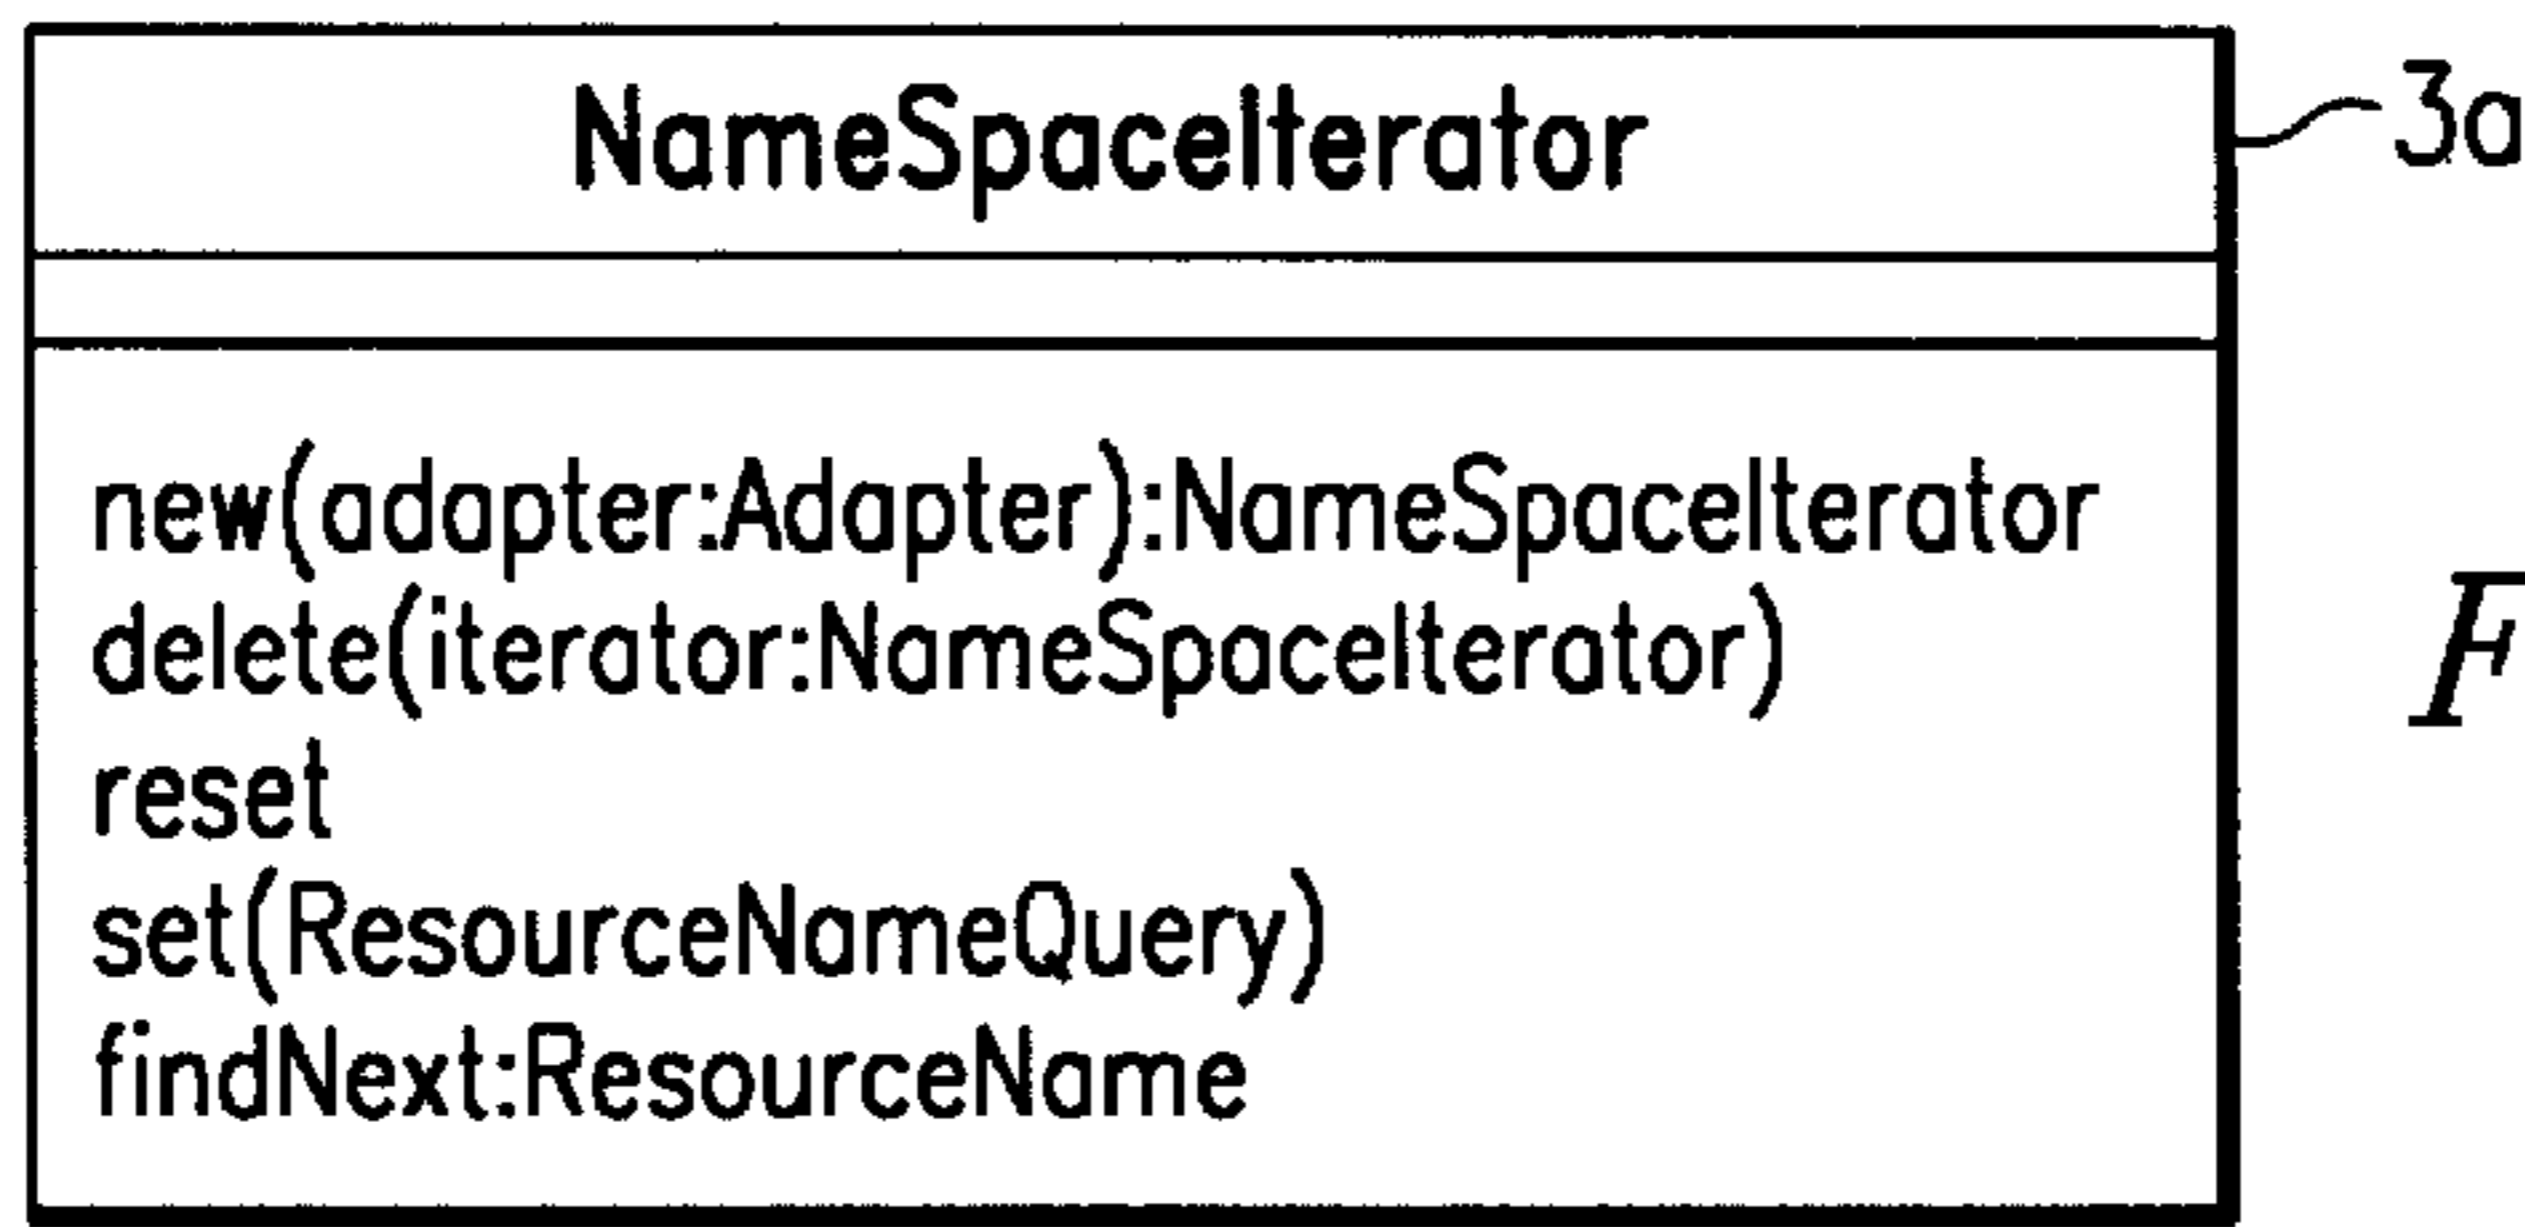 NameSpaceIterator
3a
new(adapter:Adapter):NameSpaceIterator
delete(iterator:NameSpaceIterator)
F
reset
set(ResourceNameQuery)
findNext:ResourceName